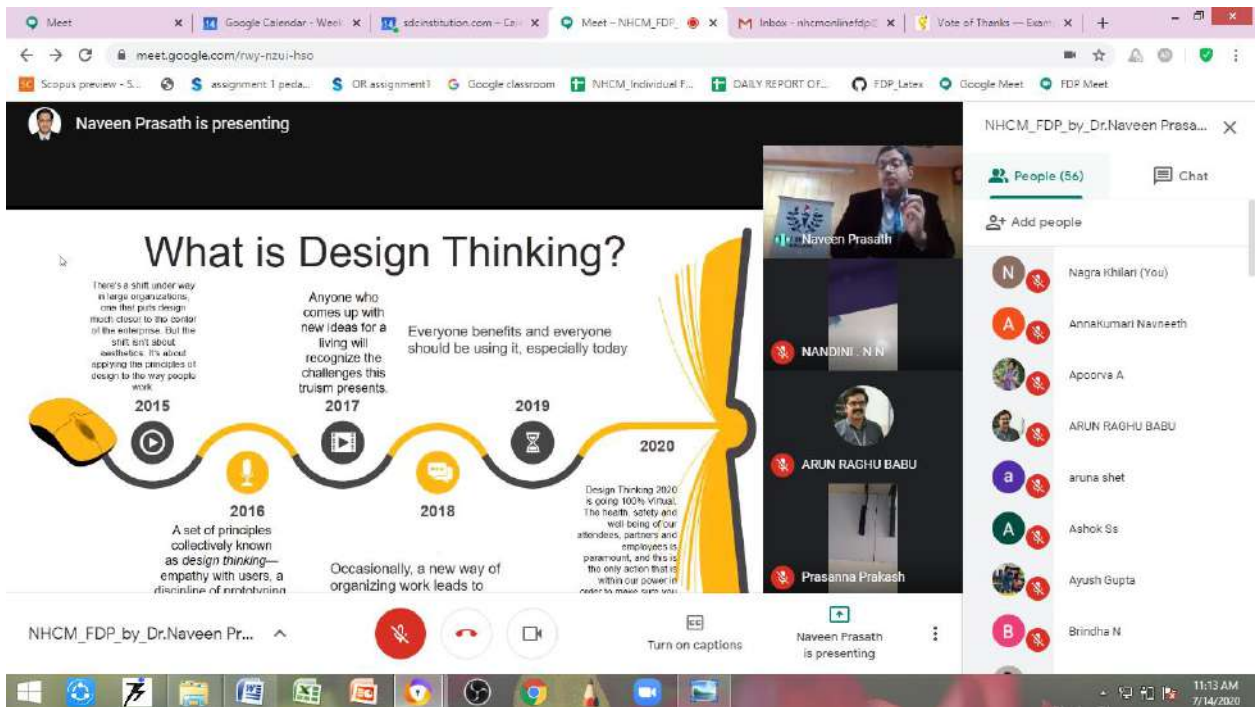 Meet
Google Calendar - Week
sdcinstitution.com – Cale
Meet – NHCM_FDP_
Inbox - nhcmonlinefdp@
Vote of Thanks — Exam
meet.google.com/rwy-nzui-hso
Scopus preview - S...
assignment 1 peda...
OR assignment1
Google classroom
NHCM_Individual F...
DAILY REPORT OF...
FDP_Latex
Google Meet
FDP Meet
Naveen Prasath is presenting
NHCM_FDP_by_Dr.Naveen Prasa...
People (56)
Chat
Add people
N
Nagra Khilari (You)
A
AnnaKumari Navneeth
Apoorva A
ARUN RAGHU BABU
a
aruna shet
A
Ashok Ss
Ayush Gupta
B
Brindha N
Naveen Prasath
NANDINI . N N
ARUN RAGHU BABU
Prasanna Prakash
What is Design Thinking?
There's a shift under way
in large organizations,
one that puts design
much closer to the center
of the enterprise. But the
shift isn't about
aesthetics. It's about
applying the principles of
design to the way people
work
2015
2016
A set of principles
collectively known
as design thinking—
empathy with users, a
discipline of prototyping
Anyone who
comes up with
new ideas for a
living will
recognize the
challenges this
truism presents.
2017
2018
Occasionally, a new way of
organizing work leads to
Everyone benefits and everyone
should be using it, especially today
2019
2020
Design Thinking 2020
is going 100% Virtual.
The health, safety and
well being of our
attendees, partners and
employees is
paramount, and this is
the only action that is
within our power in
order to make sure you
NHCM_FDP_by_Dr.Naveen Pr...
Turn on captions
Naveen Prasath
is presenting
11:13 AM
7/14/2020